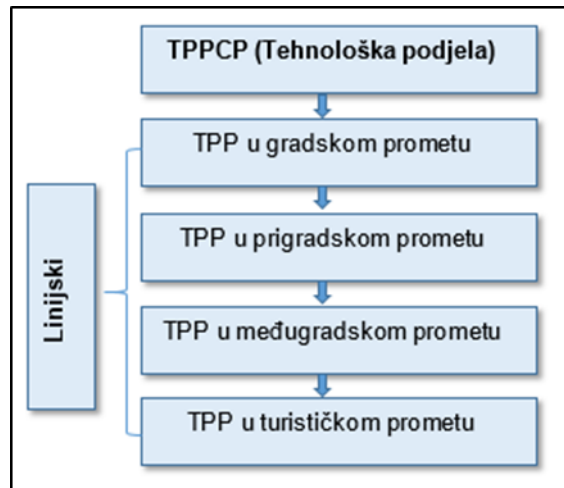 TPPCP (Tehnološka podjela)
TPP u gradskom prometu
TPP u prigradskom prometu
Linijski
TPP u međugradskom prometu
TPP u turističkom prometu